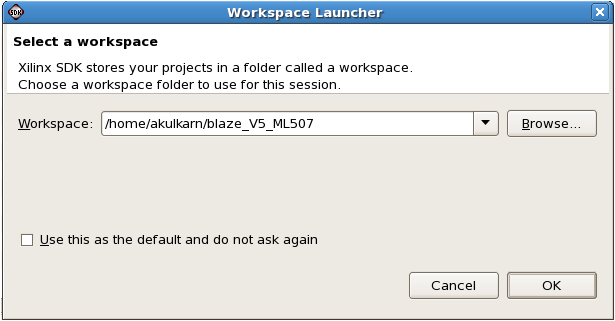 SDK
Workspace Launcher
Select a workspace
Xilinx SDK stores your projects in a folder called a workspace.
Choose a workspace folder to use for this session.
Workspace: /home/akulkarn/blaze_V5_ML507 Browse...
Use this as the default and do not ask again
Cancel OK